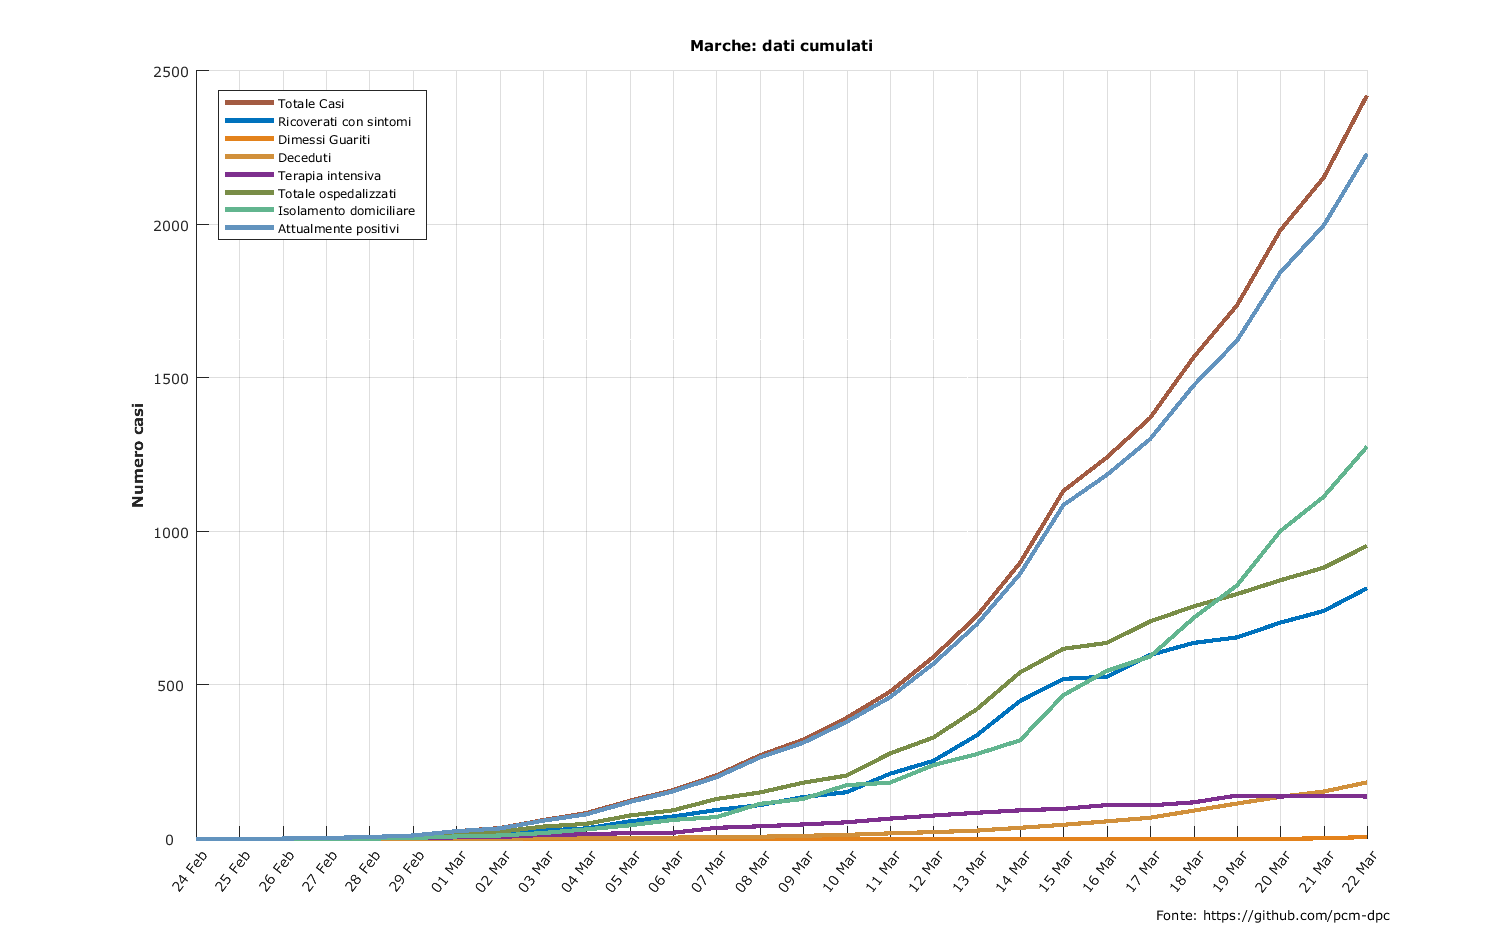 Marche: dati cumulati
2500
2000
1500
1000
500
0
Numero casi
Totale Casi
Ricoverati con sintomi
Dimessi Guariti
Deceduti
Terapia intensiva
Totale ospedalizzati
Isolamento domiciliare
Attualmente positivi
24 Feb
25 Feb
26 Feb
27 Feb
28 Feb
29 Feb
01 Mar
02 Mar
03 Mar
04 Mar
05 Mar
06 Mar
07 Mar
08 Mar
09 Mar
10 Mar
11 Mar
12 Mar
13 Mar
14 Mar
15 Mar
16 Mar
17 Mar
18 Mar
19 Mar
20 Mar
21 Mar
22 Mar
Fonte: https://github.com/pcm-dpc